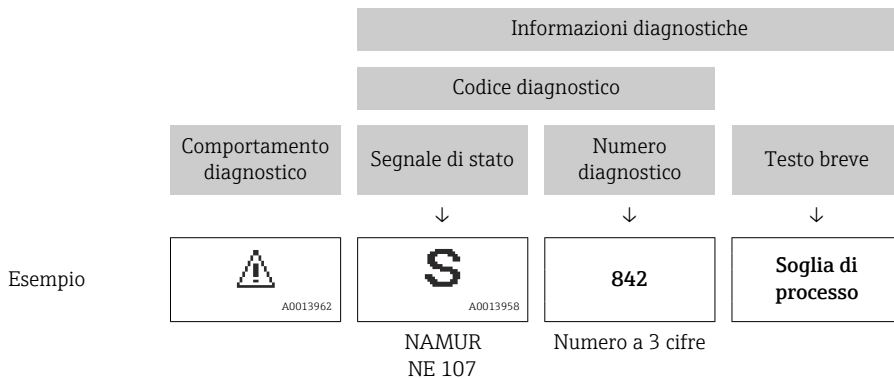 Informazioni diagnostiche
Codice diagnostico
Comportamento
diagnostico
Segnale di stato
Numero
diagnostico
Testo breve
↓ ↓ ↓
Esempio
A0013962
S
A0013958
842
Soglia di
processo
NAMUR
NE 107
Numero a 3 cifre